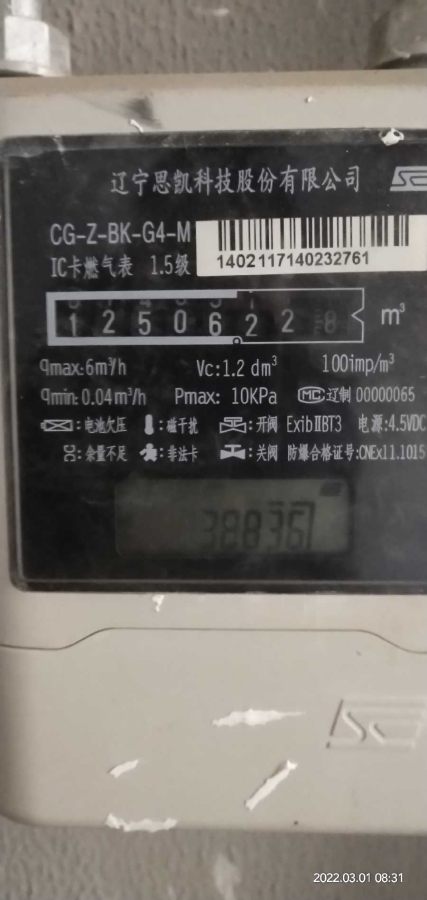 辽宁思凯科技股份有限公司
CG-Z-BK-G4-M
IC卡燃气表 1.5级
1402117140232761
1 2 5 0 6 2 2 8 m³
qmax:6m³/h Vc:1.2 dm³ 100imp/m³
qmin:0.04m³/h Pmax: 10KPa MC 辽制 00000065
:电池欠压 :磁干扰 :开阀 ExibⅡBT3 电源:4.5VDC
:余量不足 :非法卡 :关阀 防爆合格证号:CNEx11.1015
2022.03.01 08:31